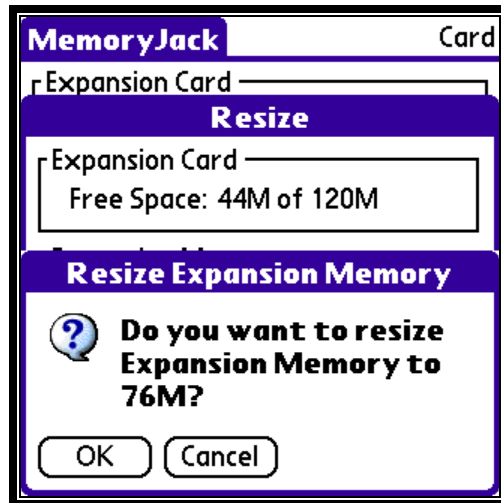 MemoryJack Card
Expansion Card
Resize
Expansion Card
Free Space: 44M of 120M
Resize Expansion Memory
Do you want to resize
Expansion Memory to
76M?
OK Cancel